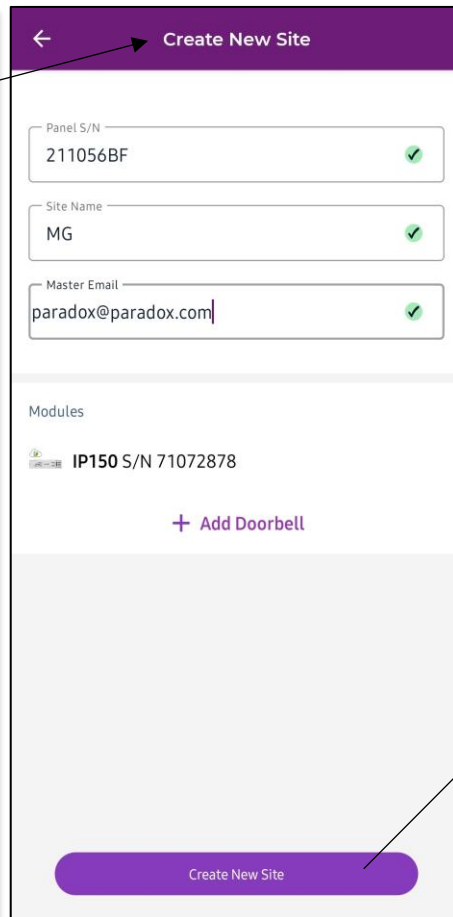 Create New Site
Panel S/N
211056BF
Site Name
MG
Master Email
paradox@paradox.com
Modules
IP150 S/N 71072878
+ Add Doorbell
Create New Site